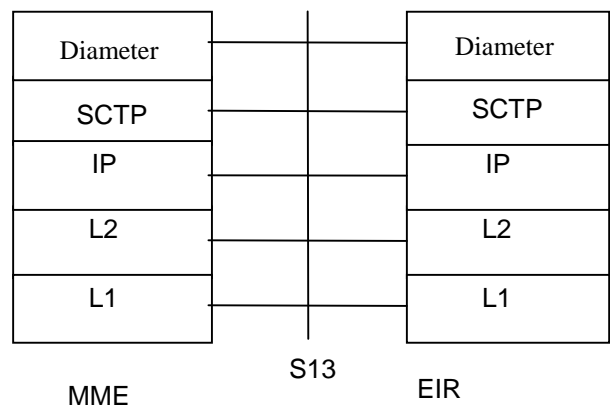 Diameter Diameter
SCTP SCTP
IP IP
L2 L2
L1 L1
S13
MME EIR